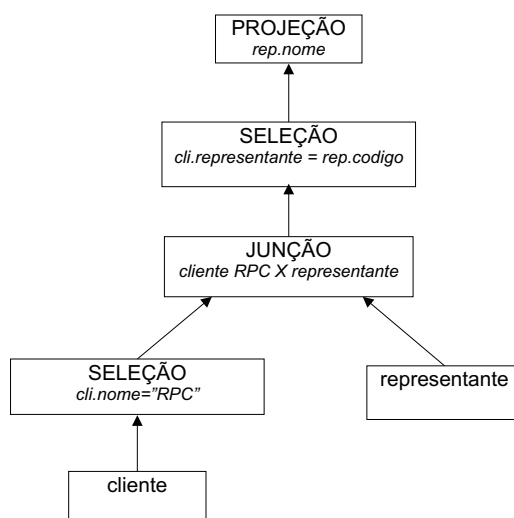 PROJEÇÃO
rep.nome
SELEÇÃO
cli.representante = rep.codigo
JUNÇÃO
cliente RPC X representante
SELEÇÃO
cli.nome=”RPC”
representante
cliente